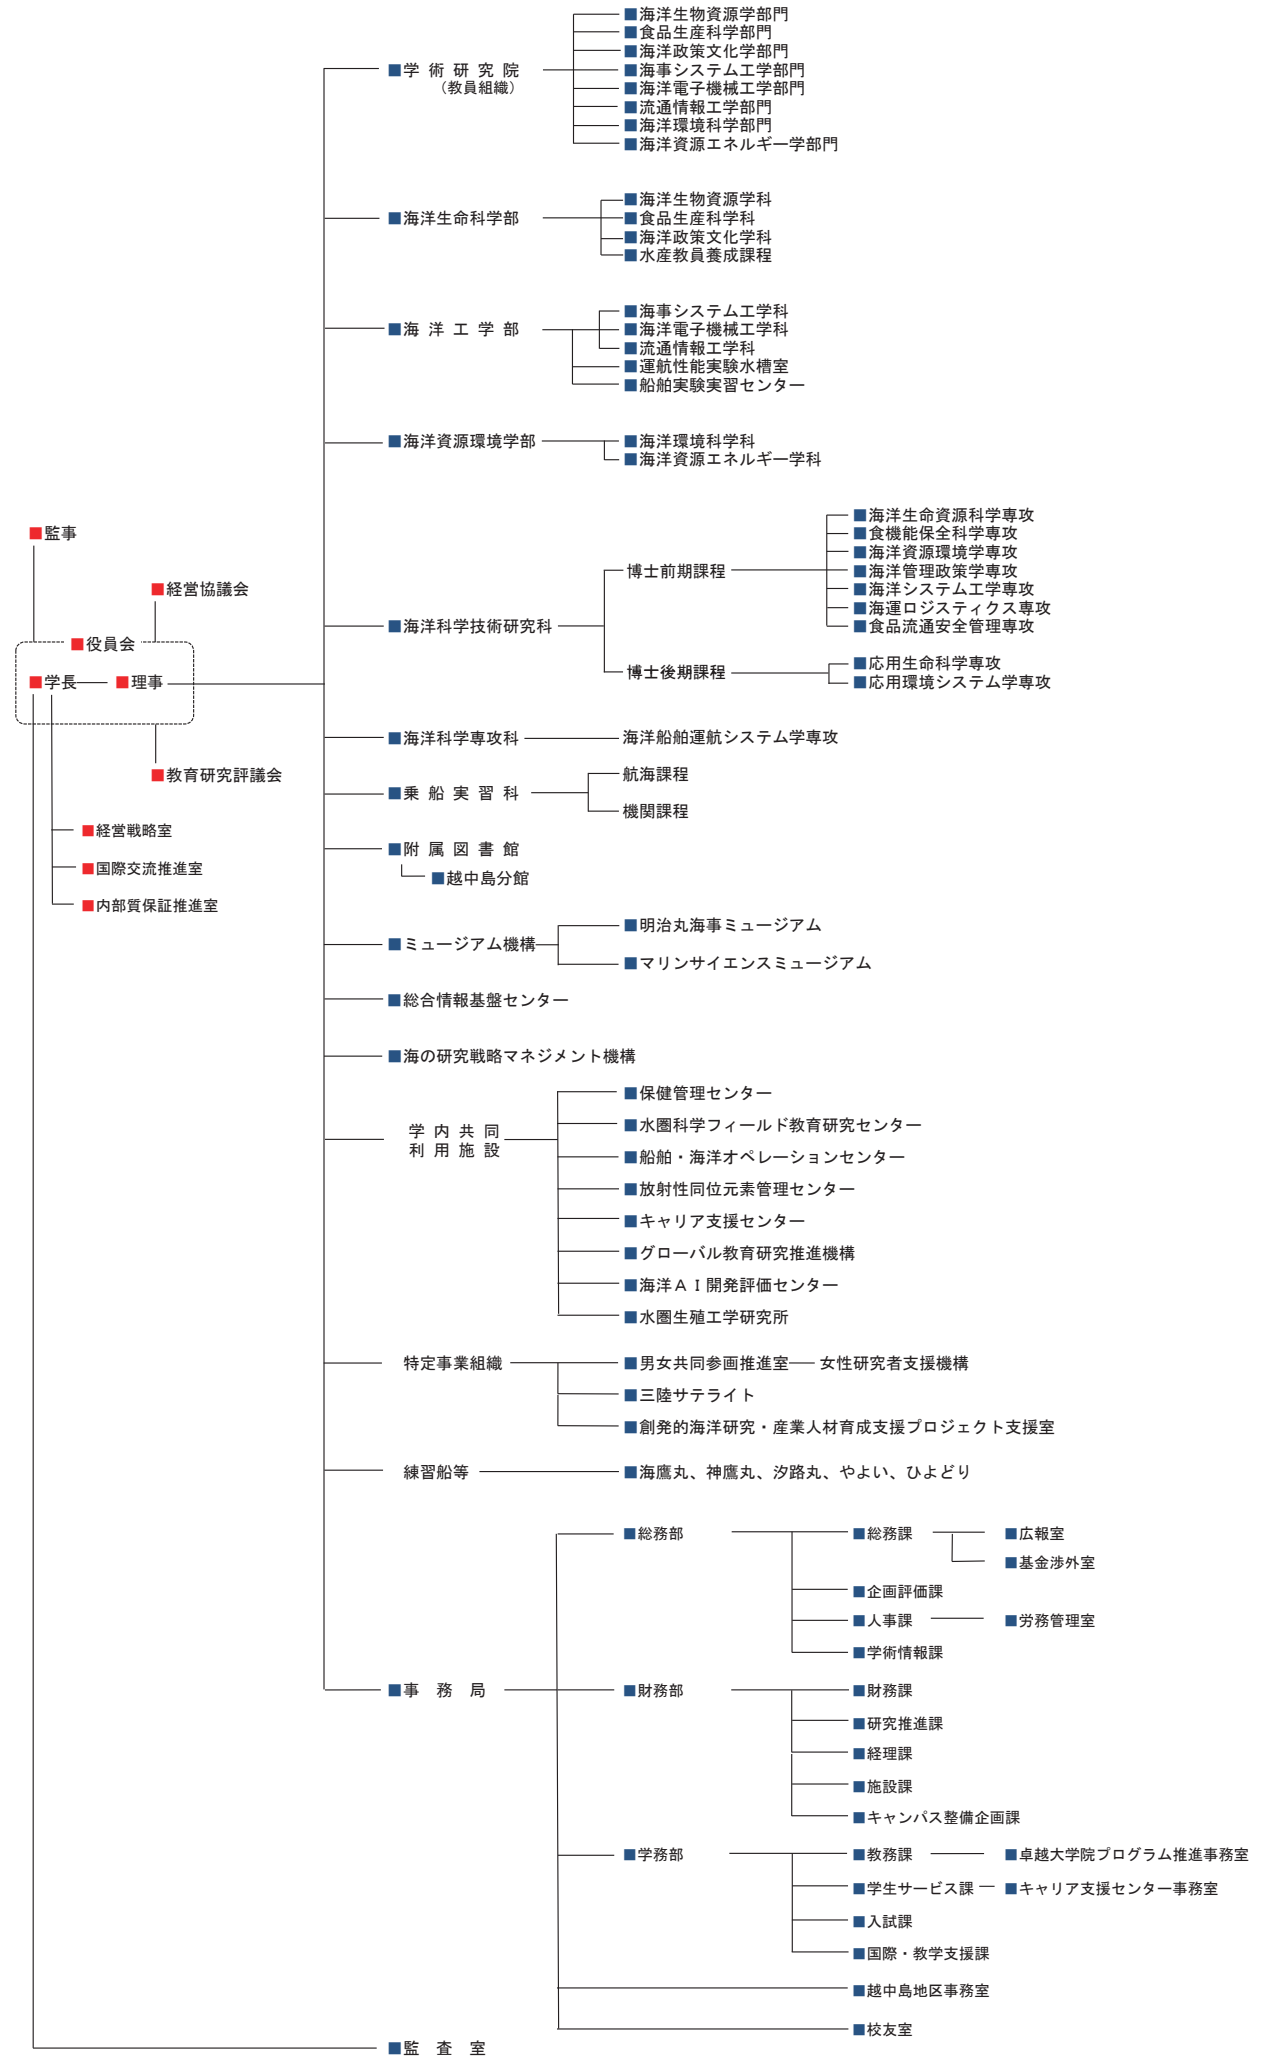 ■監事
■経営協議会
■役員会
■学長
■理事
■教育研究評議会
■経営戦略室
■国際交流推進室
■内部質保証推進室
■学術研究院
（教員組織）
■海洋生物資源学部門
■食品生産科学部門
■海洋政策文化学部門
■海事システム工学部門
■海洋電子機械工学部門
■流通情報工学部門
■海洋環境科学部門
■海洋資源エネルギー学部門
■海洋生命科学部
■海洋生物資源学科
■食品生産科学科
■海洋政策文化学科
■水産教員養成課程
■海洋工学部
■海事システム工学科
■海洋電子機械工学科
■流通情報工学科
■運航性能実験水槽室
■船舶実験実習センター
■海洋資源環境学部
■海洋環境科学科
■海洋資源エネルギー学科
■海洋科学技術研究科
博士前期課程
■海洋生命資源科学専攻
■食機能保全科学専攻
■海洋資源環境学専攻
■海洋管理政策学専攻
■海洋システム工学専攻
■海運ロジスティクス専攻
■食品流通安全管理専攻
博士後期課程
■応用生命科学専攻
■応用環境システム学専攻
■海洋科学専攻科
海洋船舶運航システム学専攻
■乗船実習科
航海課程
機関課程
■附属図書館
■越中島分館
■ミュージアム機構
■明治丸海事ミュージアム
■マリンサイエンスミュージアム
■総合情報基盤センター
■海の研究戦略マネジメント機構
学内共同
利用施設
■保健管理センター
■水圏科学フィールド教育研究センター
■船舶・海洋オペレーションセンター
■放射性同位元素管理センター
■キャリア支援センター
■グローバル教育研究推進機構
■海洋ＡＩ開発評価センター
■水圏生殖工学研究所
特定事業組織
■男女共同参画推進室
女性研究者支援機構
■三陸サテライト
■創発的海洋研究・産業人材育成支援プロジェクト支援室
練習船等
■海鷹丸、神鷹丸、汐路丸、やよい、ひよどり
■事務局
■総務部
■総務課
■広報室
■基金渉外室
■企画評価課
■人事課
■労務管理室
■学術情報課
■財務部
■財務課
■研究推進課
■経理課
■施設課
■キャンパス整備企画課
■学務部
■教務課
■卓越大学院プログラム推進事務室
■学生サービス課
■キャリア支援センター事務室
■入試課
■国際・教学支援課
■越中島地区事務室
■校友室
■監査室